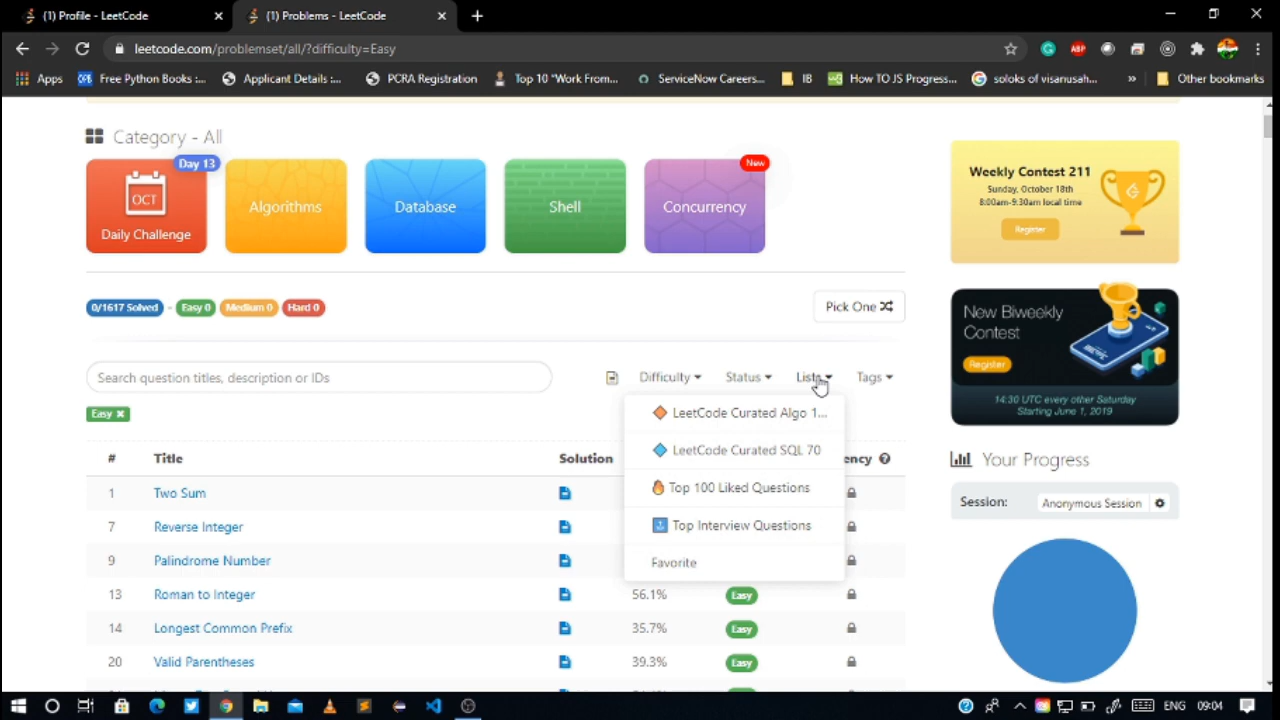 (1) Profile - LeetCode
(1) Problems - LeetCode
leetcode.com/problemset/all/?difficulty=Easy
ABP
Apps
Free Python Books :...
Applicant Details :...
PCRA Registration
Top 10 "Work From...
ServiceNow Careers...
IB
How TO JS Progress...
soloks of visanusah...
»
Other bookmarks
Category - All
Day 13
OCT
Daily Challenge
Algorithms
Database
Shell
New
Concurrency
Weekly Contest 211
Sunday, October 18th
8:00am-9:30am local time
Register
0/1617 Solved - Easy 0 Medium 0 Hard 0
Pick One
New Biweekly
Contest
Register
14:30 UTC every other Saturday
Starting June 1, 2019
Search question titles, description or IDs
Difficulty
Status
Lists
Tags
Easy ×
LeetCode Curated Algo 1...
LeetCode Curated SQL 70
Top 100 Liked Questions
Top Interview Questions
Favorite
# Title Solution
1 Two Sum
7 Reverse Integer
9 Palindrome Number
13 Roman to Integer 56.1% Easy
14 Longest Common Prefix 35.7% Easy
20 Valid Parentheses 39.3% Easy
Your Progress
Session: Anonymous Session
ENG 09:04